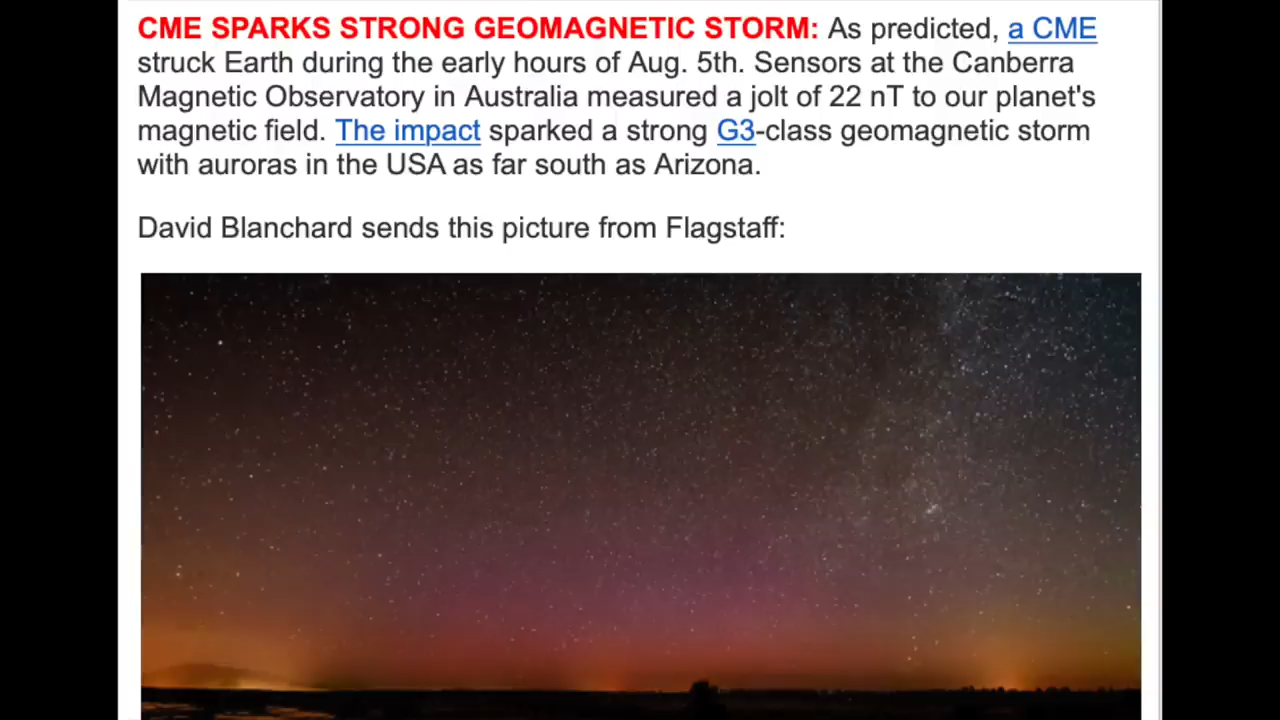 CME SPARKS STRONG GEOMAGNETIC STORM: As predicted, a CME
struck Earth during the early hours of Aug. 5th. Sensors at the Canberra
Magnetic Observatory in Australia measured a jolt of 22 nT to our planet's
magnetic field. The impact sparked a strong G3-class geomagnetic storm
with auroras in the USA as far south as Arizona.
David Blanchard sends this picture from Flagstaff: